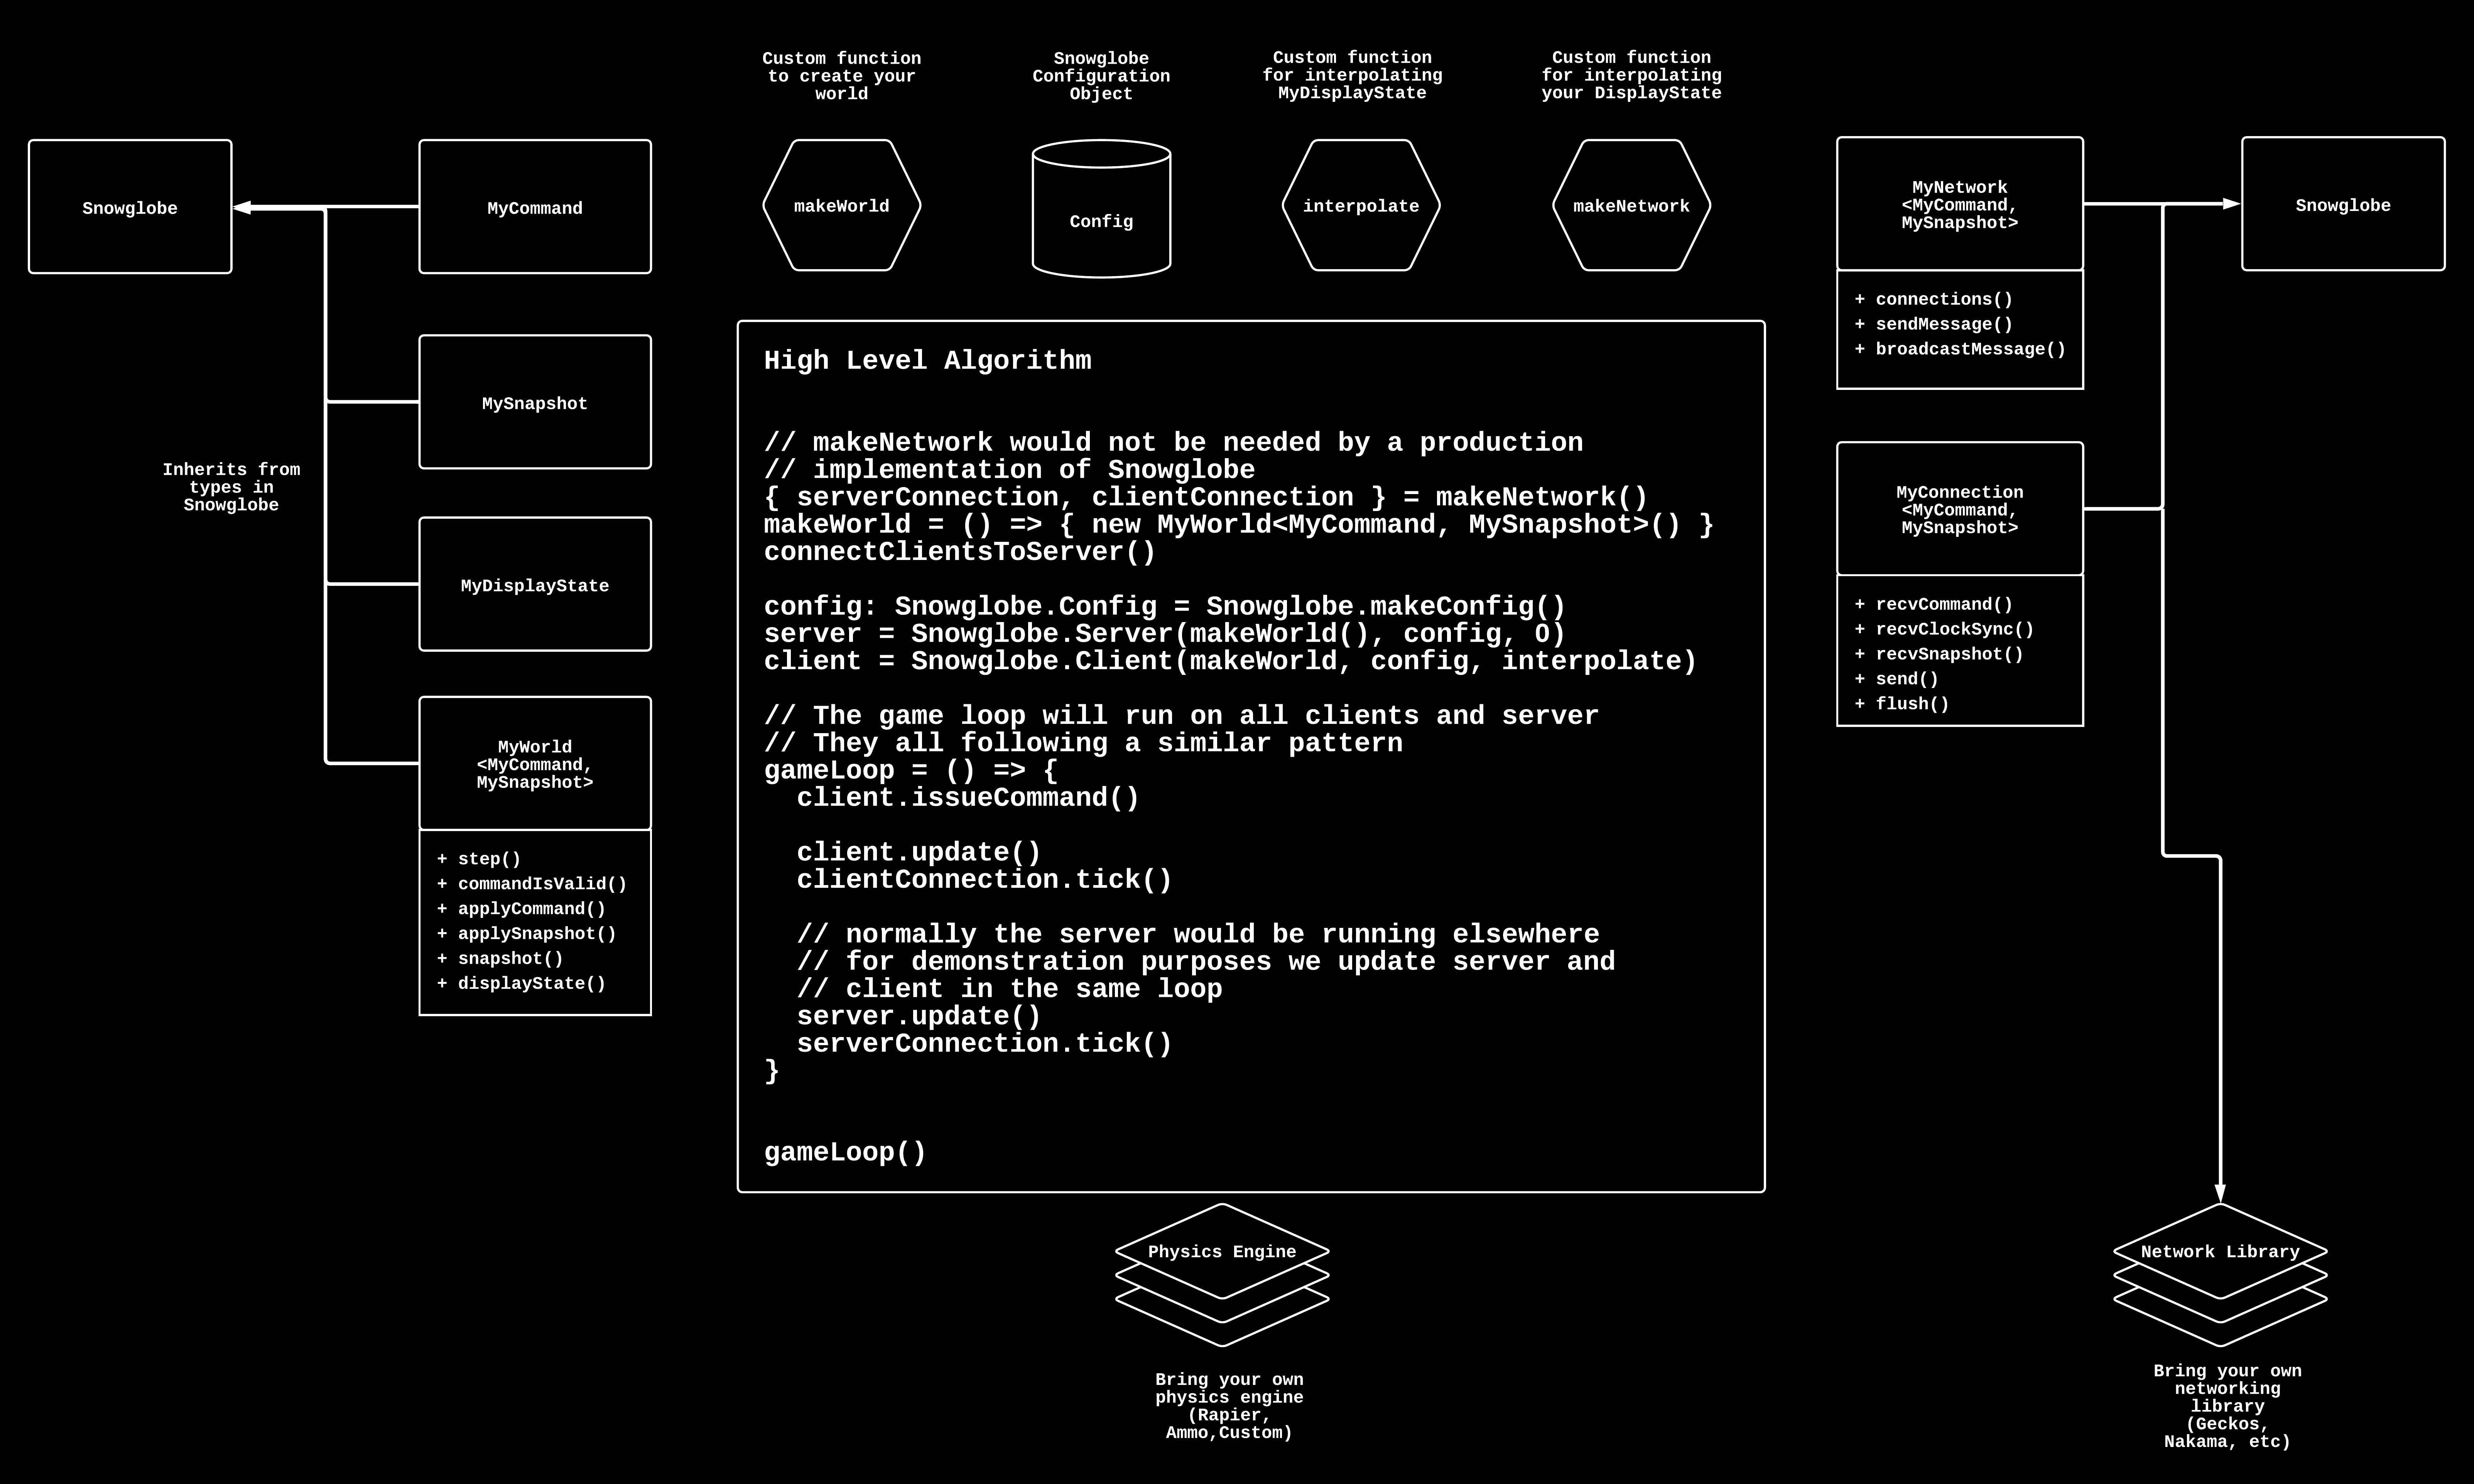 Custom function
to create your
world
Snowglobe
Configuration
Object
Custom function
for interpolating
MyDisplayState
Custom function
for interpolating
your DisplayState
Snowglobe
MyCommand
makeWorld
Config
interpolate
makeNetwork
MyNetwork
<MyCommand,
MySnapshot>
Snowglobe
+ connections()
+ sendMessage()
+ broadcastMessage()
MySnapshot
Inherits from
types in
Snowglobe
MyDisplayState
MyWorld
<MyCommand,
MySnapshot>
+ step()
+ commandIsValid()
+ applyCommand()
+ applySnapshot()
+ snapshot()
+ displayState()
High Level Algorithm
// makeNetwork would not be needed by a production
// implementation of Snowglobe
{ serverConnection, clientConnection } = makeNetwork()
makeWorld = () => { new MyWorld<MyCommand, MySnapshot>() }
connectClientsToServer()
config: Snowglobe.Config = Snowglobe.makeConfig()
server = Snowglobe.Server(makeWorld(), config, 0)
client = Snowglobe.Client(makeWorld, config, interpolate)
// The game loop will run on all clients and server
// They all following a similar pattern
gameLoop = () => {
client.issueCommand()
client.update()
clientConnection.tick()
// normally the server would be running elsewhere
// for demonstration purposes we update server and
// client in the same loop
server.update()
serverConnection.tick()
}
gameLoop()
MyConnection
<MyCommand,
MySnapshot>
+ recvCommand()
+ recvClockSync()
+ recvSnapshot()
+ send()
+ flush()
Physics Engine
Bring your own
physics engine
(Rapier,
Ammo,Custom)
Network Library
Bring your own
networking
library
(Geckos,
Nakama, etc)